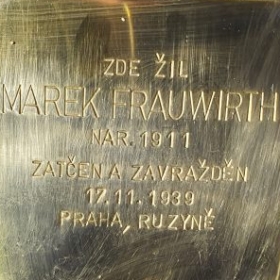 ZDE ŽIL
MAREK FRAUWIRTH
NAR. 1911
ZATČEN A ZAVRAŽDĚN
17.11. 1939
PRAHA, RUZYNĚ